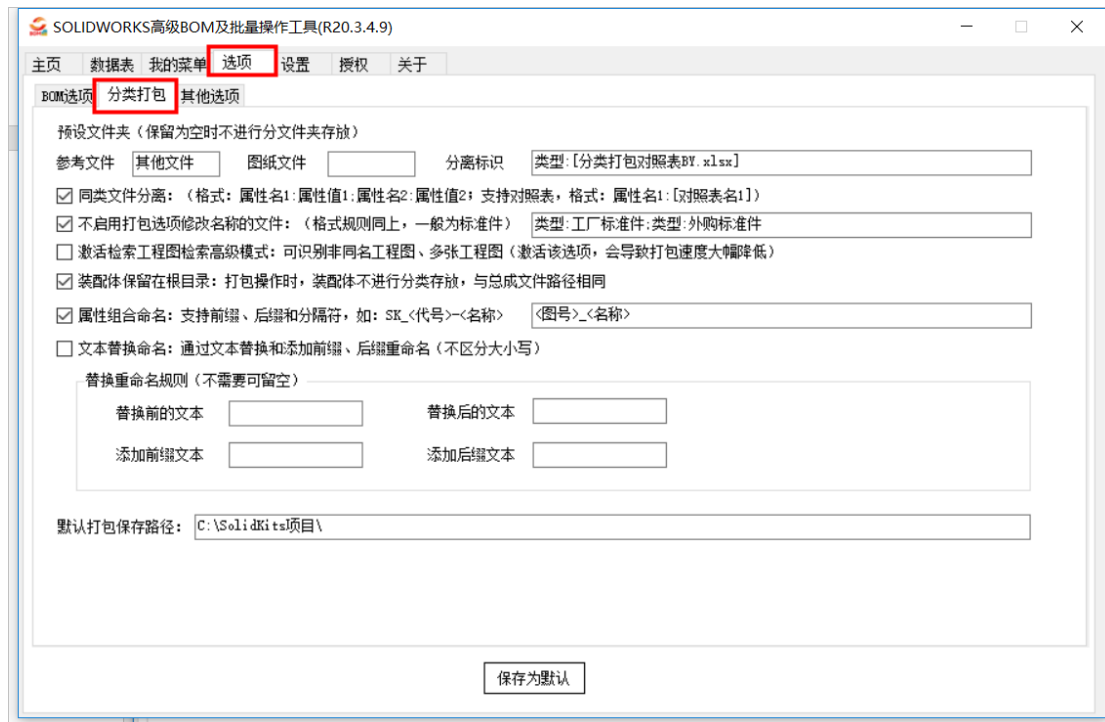 SOLIDWORKS高级BOM及批量操作工具(R20.3.4.9)
主页 数据表 我的菜单 选项 设置 授权 关于
BOM选项 分类打包 其他选项
预设文件夹（保留为空时不进行分文件夹存放）
参考文件 其他文件 图纸文件 分离标识 类型:[分类打包对照表BY.xlsx]
同类文件分离：（格式：属性名1:属性值1;属性名2:属性值2；支持对照表，格式：属性名1:[对照表名1]）
不启用打包选项修改名称的文件：（格式规则同上，一般为标准件） 类型:工厂标准件;类型:外购标准件
激活检索工程图检索高级模式：可识别非同名工程图、多张工程图（激活该选项，会导致打包速度大幅降低）
装配体保留在根目录：打包操作时，装配体不进行分类存放，与总成文件路径相同
属性组合命名：支持前缀、后缀和分隔符，如：SK_<代号>-<名称> <图号>_<名称>
文本替换命名：通过文本替换和添加前缀、后缀重命名（不区分大小写）
替换重命名规则（不需要可留空）
替换前的文本 替换后的文本
添加前缀文本 添加后缀文本
默认打包保存路径： C:\SolidKits项目\
保存为默认